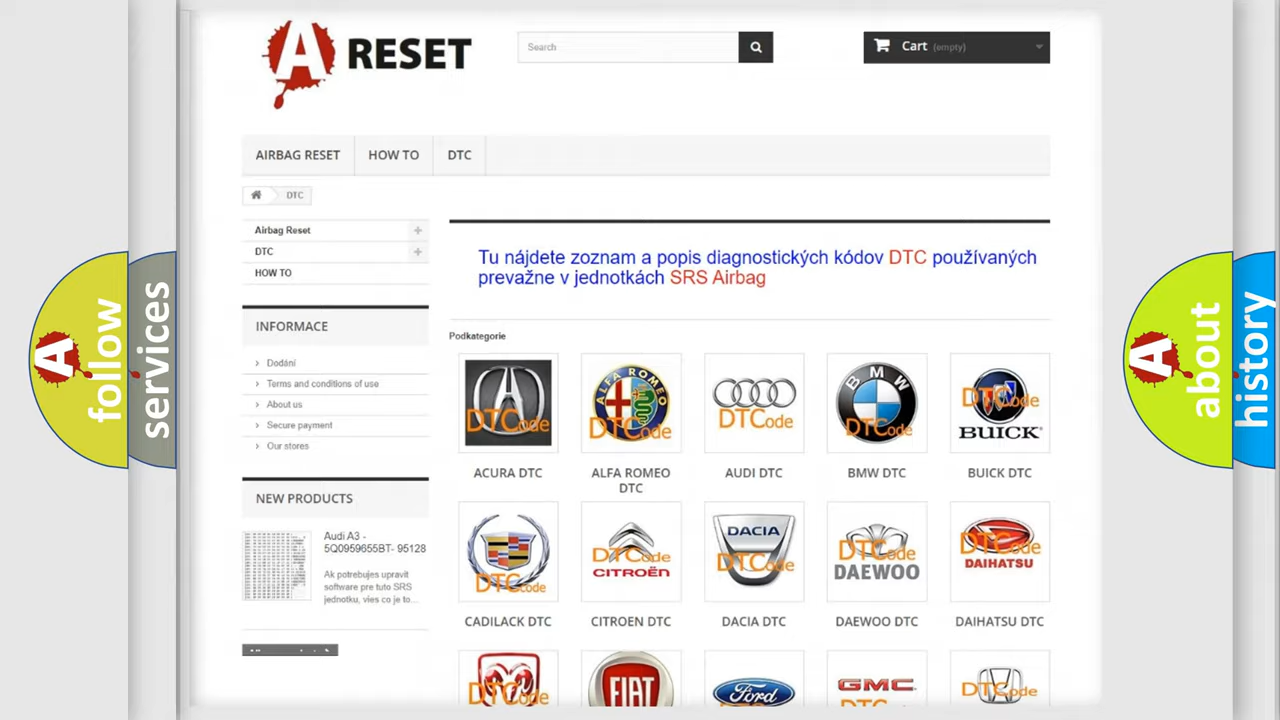 A RESET
Search
Cart (empty)
AIRBAG RESET
HOW TO
DTC
DTC
Airbag Reset
DTC
HOW TO
INFORMACE
Dodání
Terms and conditions of use
About us
Secure payment
Our stores
NEW PRODUCTS
Audi A3 -
5Q0959655BT- 95128
Ak potrebujes upravit
software pre tuto SRS
jednotku, vies co je to...
Tu nájdete zoznam a popis diagnostických kódov DTC používaných
prevažne v jednotkách SRS Airbag
Podkategorie
DTCode
ALFA ROMEO
DTCode
DTCode
BMW
DTCode
DTCode
BUICK
ACURA DTC
ALFA ROMEO
DTC
AUDI DTC
BMW DTC
BUICK DTC
DTCode
DTCode
CITROËN
DACIA
DTCode
DTCode
DAEWOO
DTCode
DAIHATSU
CADILACK DTC
CITROEN DTC
DACIA DTC
DAEWOO DTC
DAIHATSU DTC
DTCode
FIAT
Ford
GMC
DTCode
A follow
services
A about
history